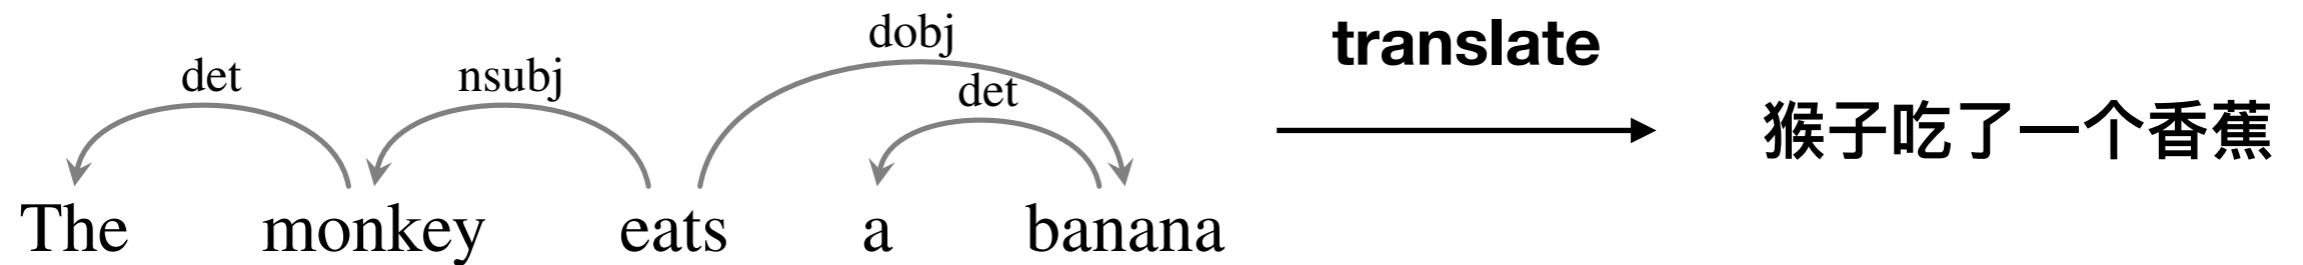 dobj
translate
det
nsubj
det
猴子吃了一个香蕉
The monkey eats a banana